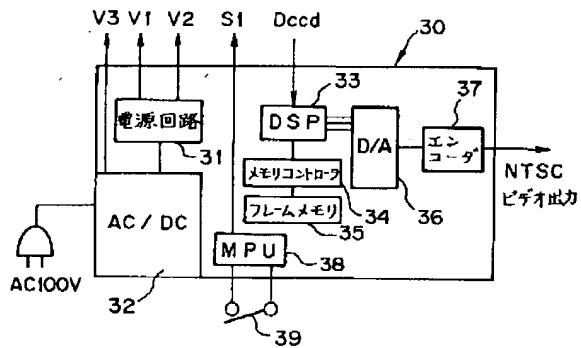 V3 V1 V2 S1 Dccd
30
33
37
電源回路
DSP
D/A
エン
コーダ
31
メモリコントローラ
34
36
NTSC
ビデオ出力
フレームメモリ
35
AC/DC
MPU
38
AC100V
32
39